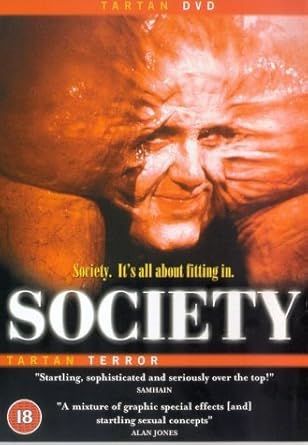 TARTAN DVD
Society. It's all about fitting in.
SOCIETY
TARTAN TERROR
"Startling, sophisticated and seriously over the top!"
SAMHAIN
"A mixture of graphic special effects [and]
startling sexual concepts"
ALAN JONES
18